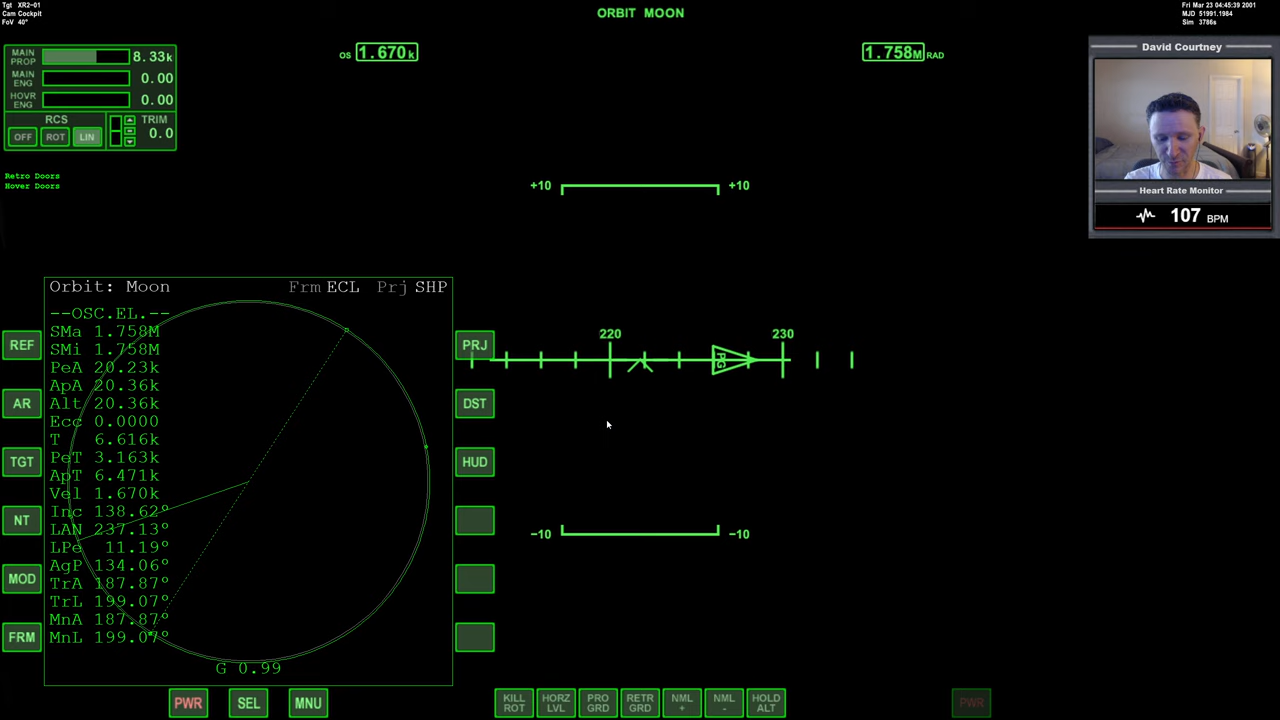 Tgt XR2-01
Cam Cockpit
FoV 40°
ORBIT MOON
Fri Mar 23 04:45:39 2001
MJD 51991.1984
Sim 3786s
MAIN PROP 8.33k
MAIN ENG 0.00
HOVR ENG 0.00
RCS TRIM
OFF ROT LIN 0.0
Retro Doors
Hover Doors
OS 1.670k
1.758M RAD
David Courtney
Heart Rate Monitor
107 BPM
+10 +10
220 230
PG
-10 -10
Orbit: Moon Frm ECL Prj SHP
--OSC.EL.--
SMa 1.758M
SMi 1.758M
PeA 20.23k
ApA 20.36k
Alt 20.36k
Ecc 0.0000
T 6.616k
PeT 3.163k
ApT 6.471k
Vel 1.670k
Inc 138.62°
LAN 237.13°
LPe 11.19°
AgP 134.06°
TrA 187.87°
TrL 199.07°
MnA 187.87°
MnL 199.07°
G 0.99
REF
AR
TGT
NT
MOD
FRM
PRJ
DST
HUD
PWR SEL MNU
KILL ROT
HORZ LVL
PRO GRD
RETR GRD
NML +
NML -
HOLD ALT
PWR